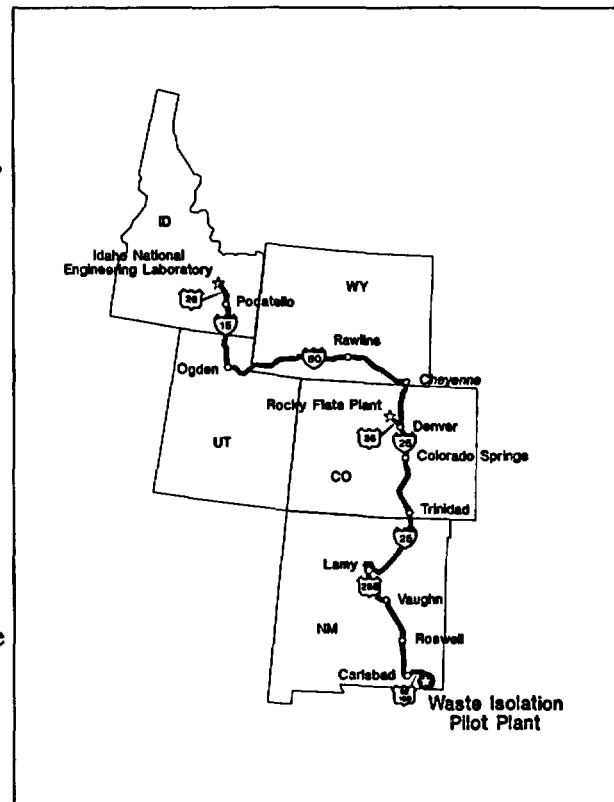 ID
Idaho National
Engineering Laboratory
26
Pocatello
15
WY
Rawlins
80
Ogden
Cheyenne
Rocky Flats Plant
36
Denver
25
UT
CO
Colorado Springs
Trinidad
25
Lamy
285
Vaughn
NM
Roswell
Carlsbad
Waste Isolation
Pilot Plant